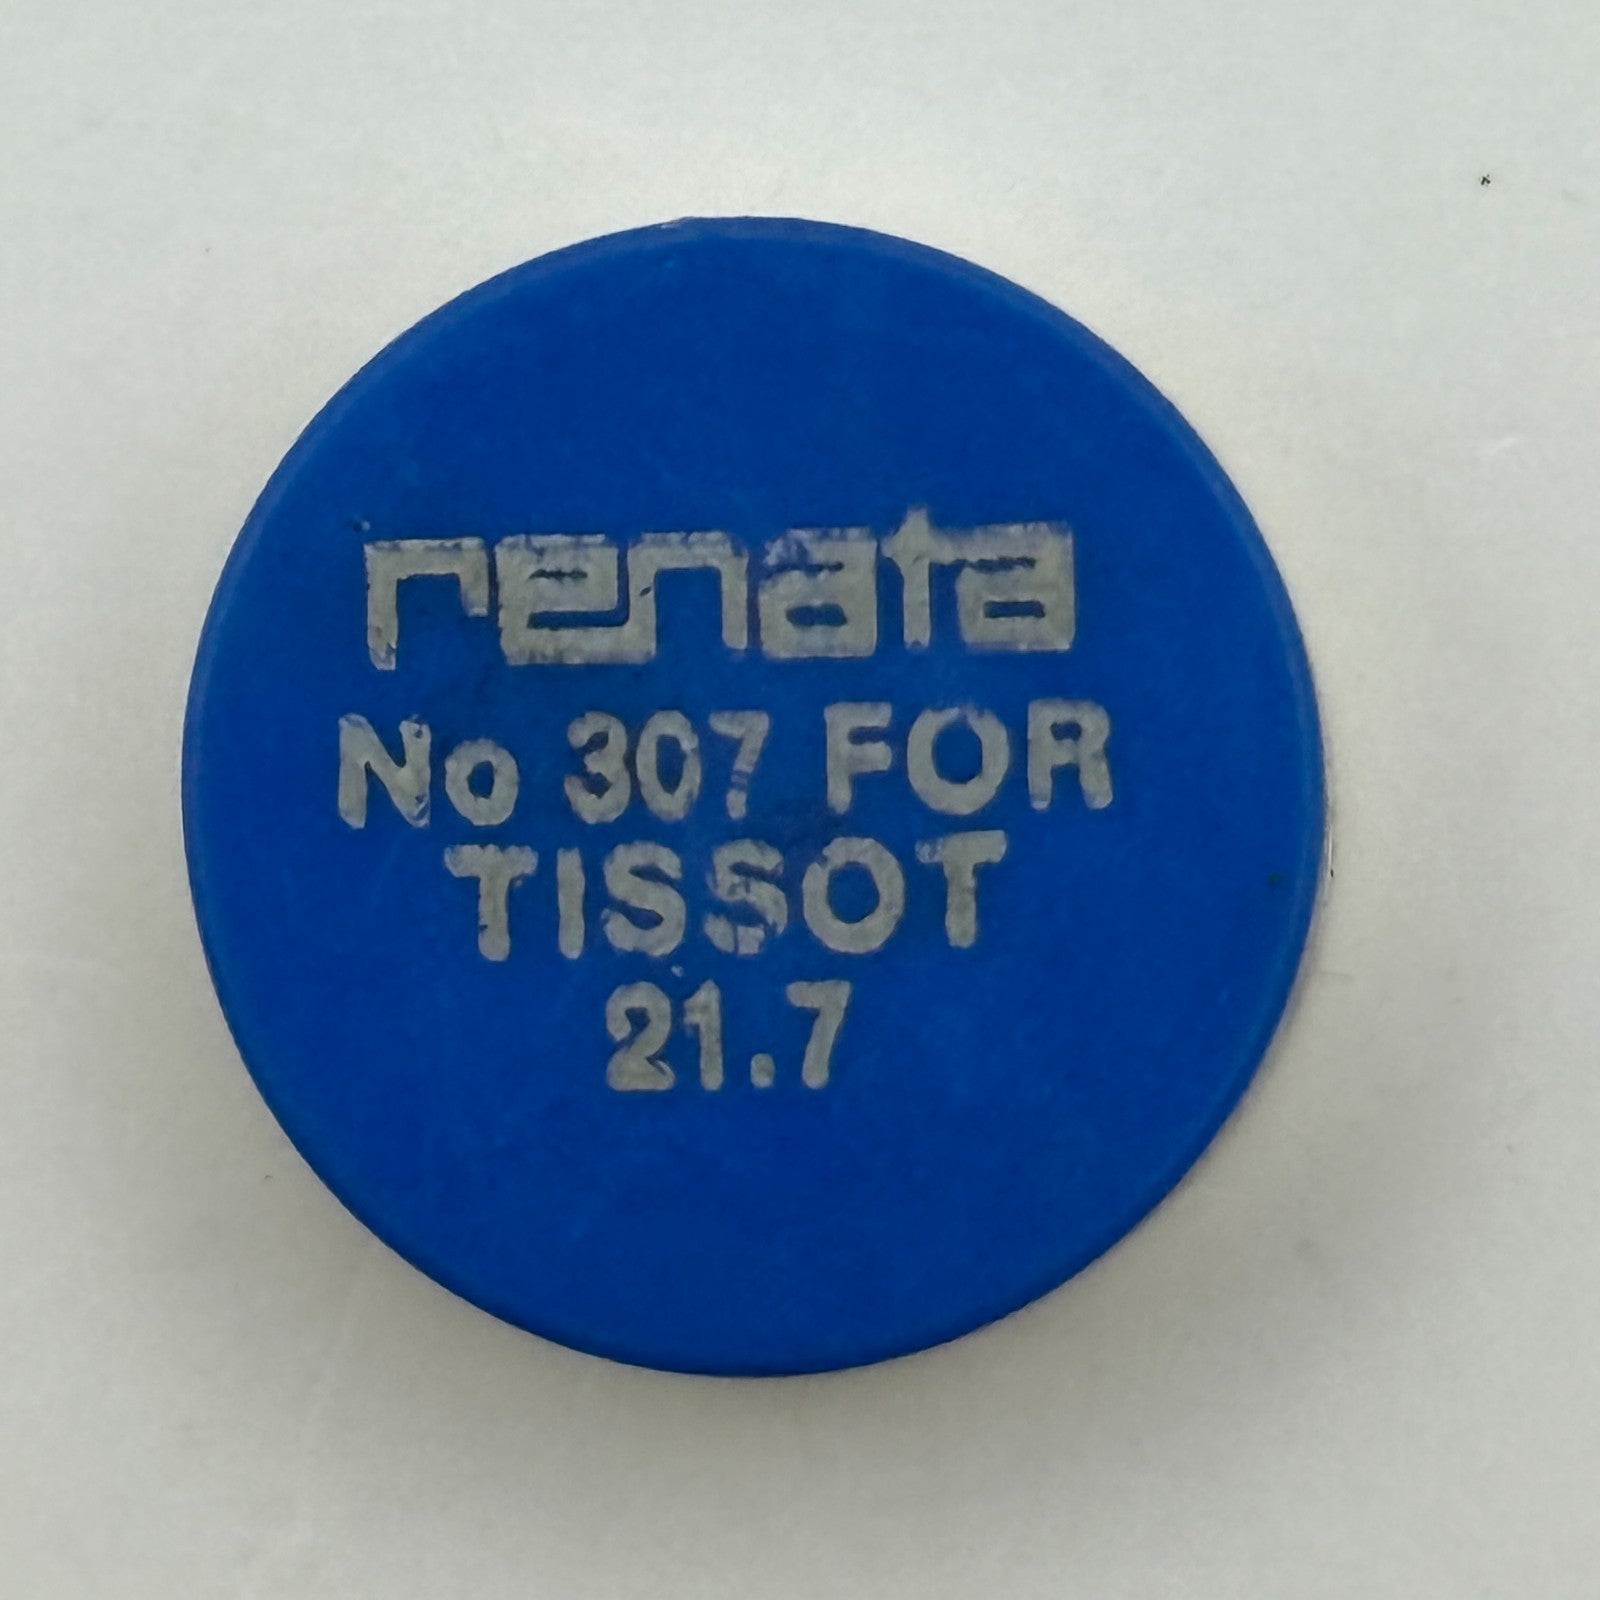 renata
No 307 FOR
TISSOT
21.7